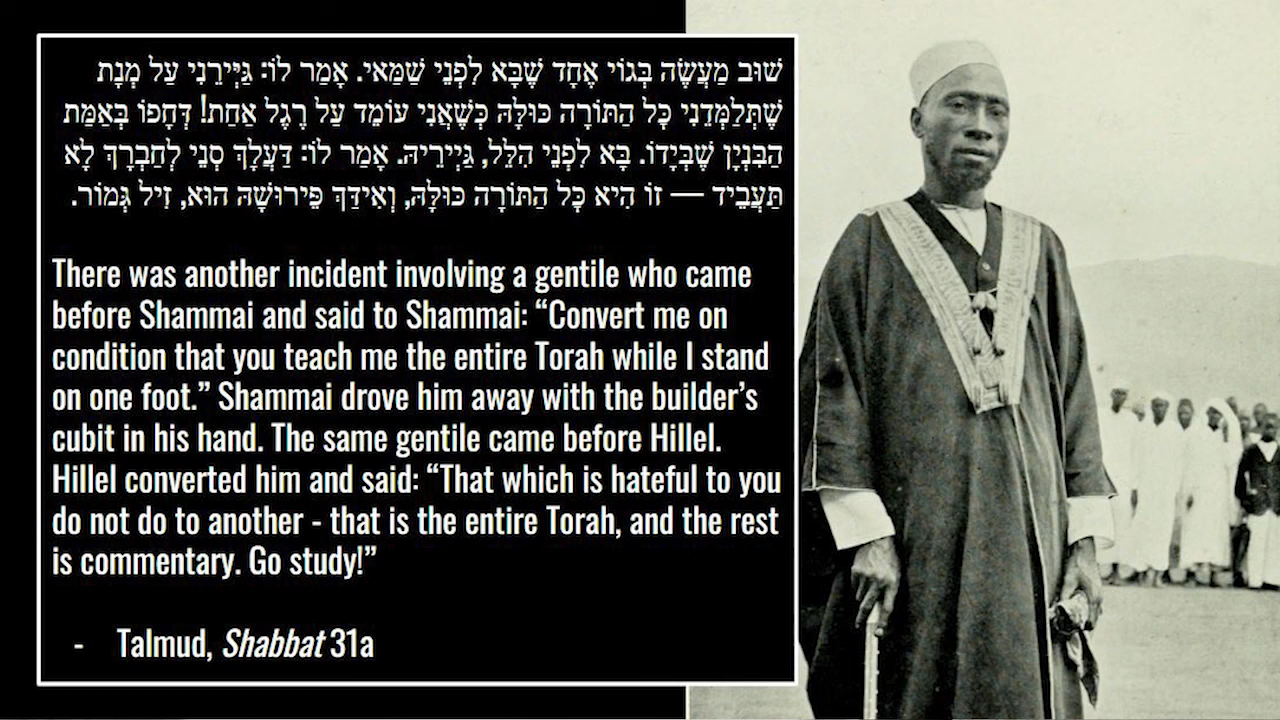 שׁוּב מַעֲשֶׂה בְּגוֹי אֶחָד שֶׁבָּא לִפְנֵי שַׁמַּאי. אָמַר לוֹ: גַּיְּירֵנִי עַל מְנָת
שֶׁתְּלַמְּדֵנִי כׇּל הַתּוֹרָה כּוּלָּהּ כְּשֶׁאֲנִי עוֹמֵד עַל רֶגֶל אַחַת! דְּחָפוֹ בְּאַמַּת
הַבִּנְיָן שֶׁבְּיָדוֹ. בָּא לִפְנֵי הִלֵּל, גַּיְּירֵיהּ. אָמַר לוֹ: דַּעֲלָךְ סְנֵי לְחַבְרָךְ לָא
תַּעֲבֵיד — זוֹ הִיא כׇּל הַתּוֹרָה כּוּלָּהּ, וְאִידַּךְ פֵּירוּשָׁהּ הוּא, זִיל גְּמוֹר.
There was another incident involving a gentile who came
before Shammai and said to Shammai: “Convert me on
condition that you teach me the entire Torah while I stand
on one foot.” Shammai drove him away with the builder’s
cubit in his hand. The same gentile came before Hillel.
Hillel converted him and said: “That which is hateful to you
do not do to another - that is the entire Torah, and the rest
is commentary. Go study!”
- Talmud, Shabbat 31a